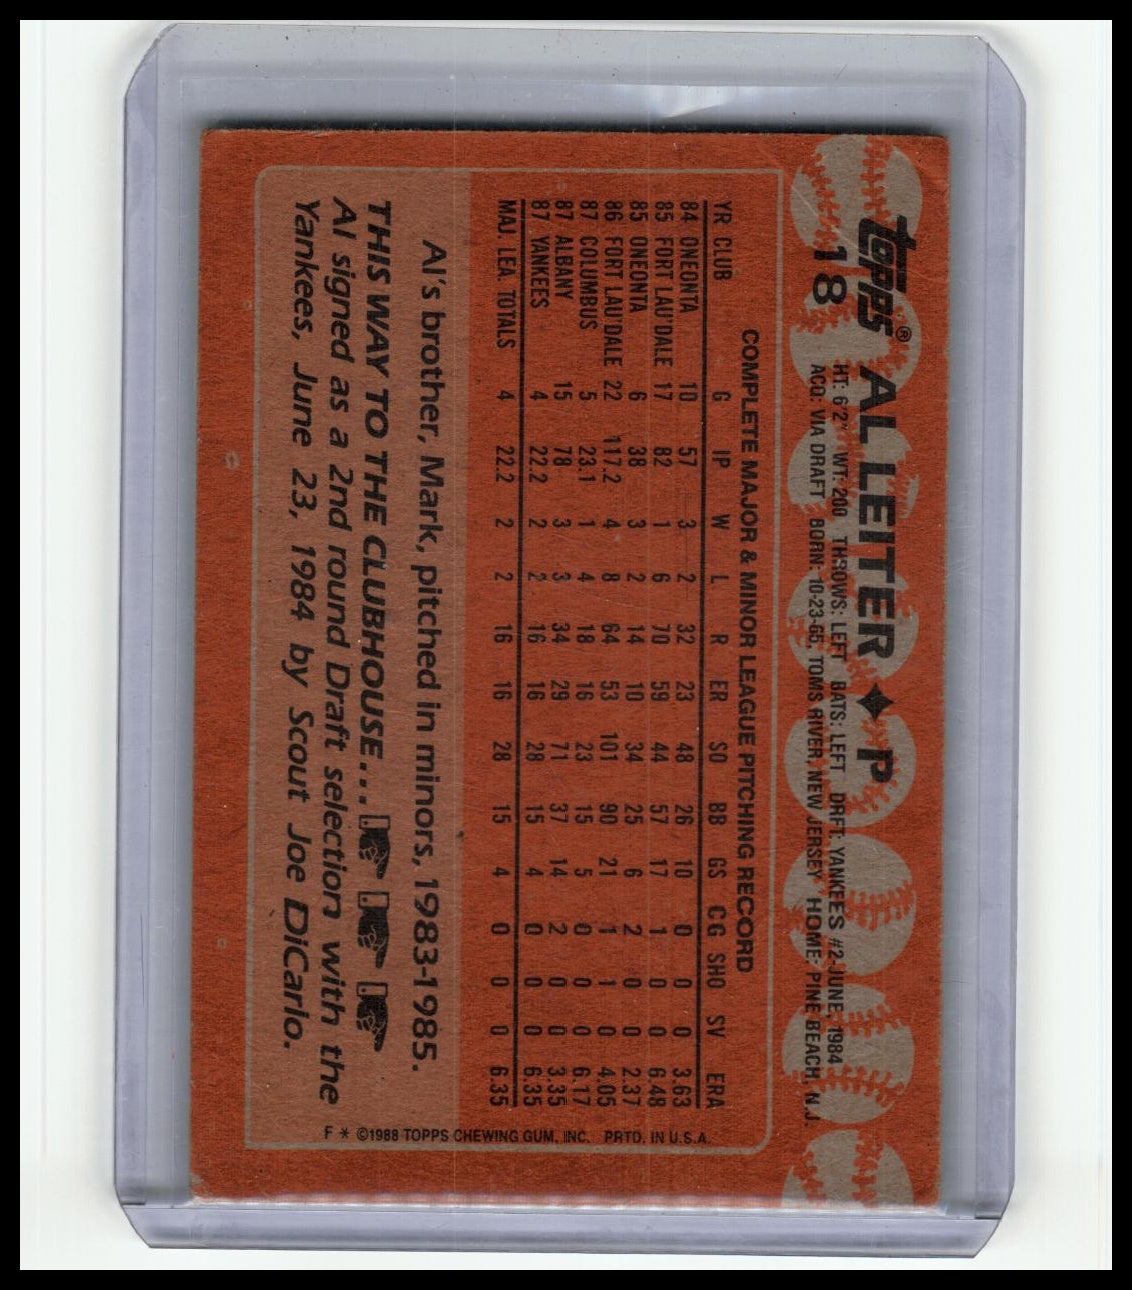 topps®
18
AL LEITER ♦ P
HT: 6'2" WT: 200 THROWS: LEFT BATS: LEFT DRFT: YANKEES #2-JUNE, 1984
ACQ: VIA DRAFT BORN: 10-23-65, TOMS RIVER, NEW JERSEY HOME: PINE BEACH, N.J.
COMPLETE MAJOR & MINOR LEAGUE PITCHING RECORD
YR CLUB G IP W L R ER SO BB GS CG SHO SV ERA
84 ONEONTA 10 57 3 2 32 23 48 26 10 0 0 0 3.63
85 FORT LAU'DALE 17 82 1 6 70 59 44 57 17 1 0 0 6.48
85 ONEONTA 6 38 3 2 14 10 34 25 6 2 0 0 2.37
86 FORT LAU'DALE 22 117.2 4 8 64 53 101 90 21 1 1 0 4.05
87 COLUMBUS 5 23.1 1 4 18 16 23 15 5 0 0 0 6.17
87 ALBANY 15 78 3 3 34 29 71 37 14 2 0 0 3.35
87 YANKEES 4 22.2 2 2 16 16 28 15 4 0 0 0 6.35
MAJ. LEA. TOTALS 4 22.2 2 2 16 16 28 15 4 0 0 0 6.35
Al's brother, Mark, pitched in minors, 1983-1985.
THIS WAY TO THE CLUBHOUSE...
Al signed as a 2nd round Draft selection with the
Yankees, June 23, 1984 by Scout Joe DiCarlo.
F * ©1988 TOPPS CHEWING GUM, INC. PRTD. IN U.S.A.